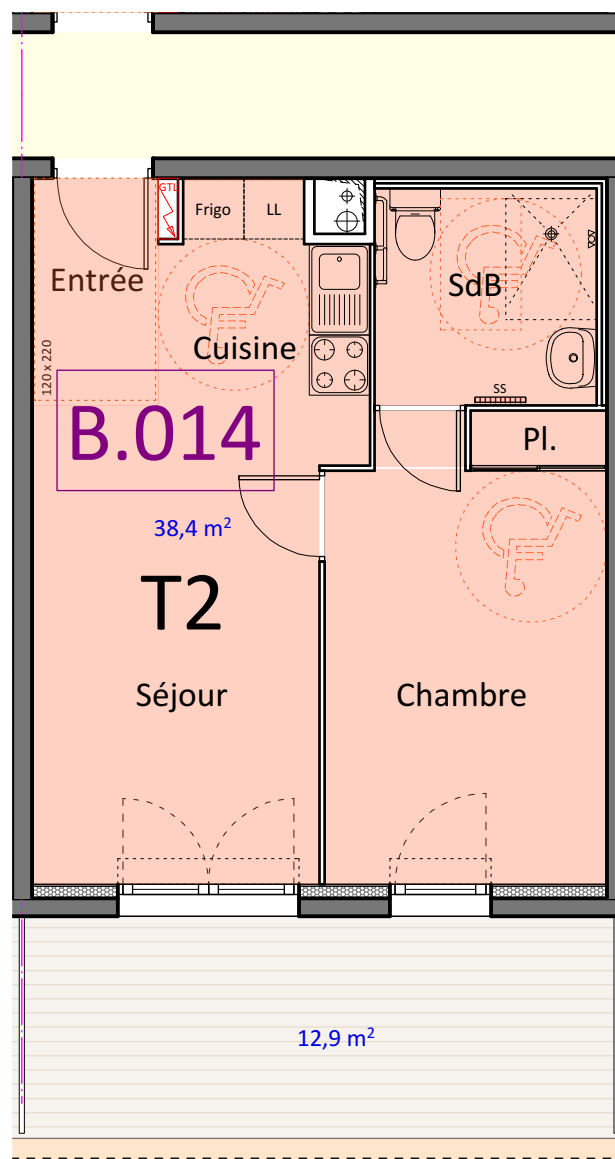 GTL
Frigo
LL
Entrée
SdB
Cuisine
120 x 220
SS
B.014
Pl.
38,4 m²
T2
Séjour
Chambre
12,9 m²